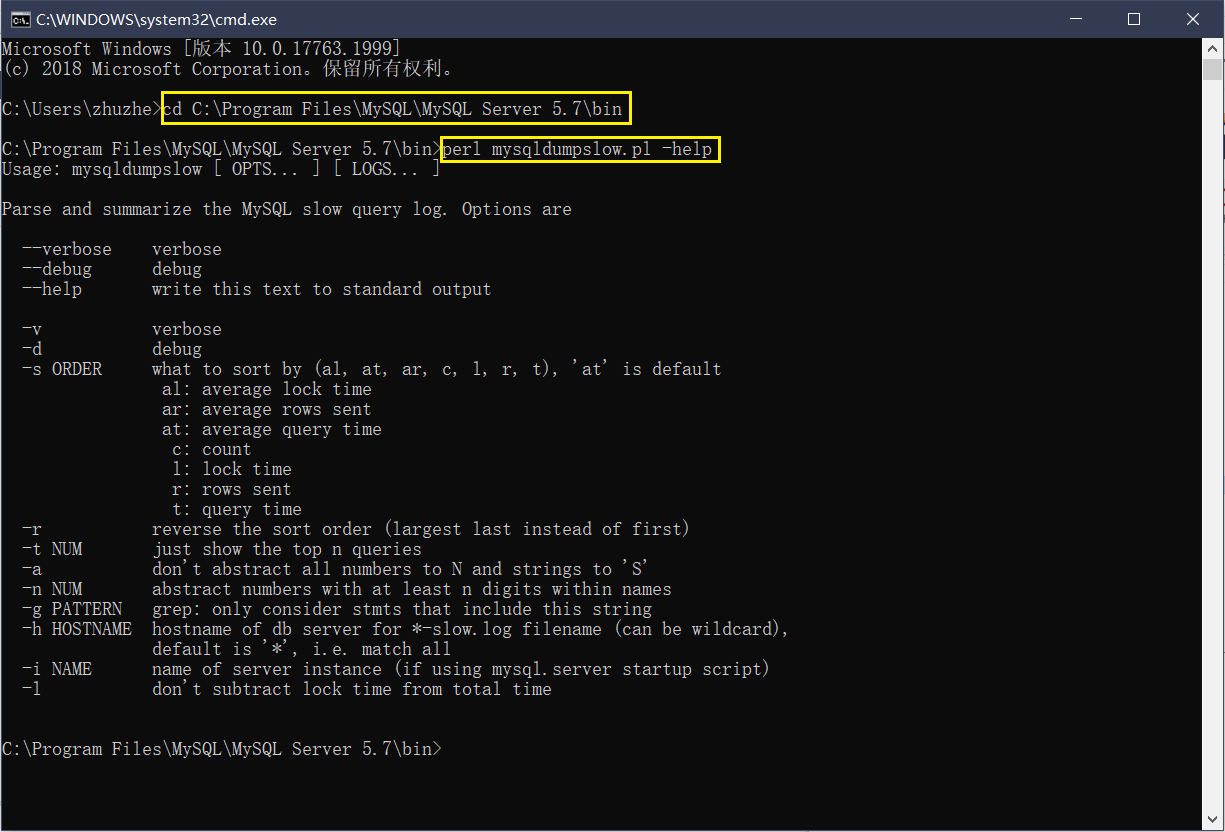 C:\WINDOWS\system32\cmd.exe
Microsoft Windows [版本 10.0.17763.1999]
(c) 2018 Microsoft Corporation。保留所有权利。
C:\Users\zhuzhe>cd C:\Program Files\MySQL\MySQL Server 5.7\bin
C:\Program Files\MySQL\MySQL Server 5.7\bin>perl mysqldumpslow.pl -help
Usage: mysqldumpslow [ OPTS... ] [ LOGS... ]
Parse and summarize the MySQL slow query log. Options are
--verbose    verbose
--debug      debug
--help       write this text to standard output
-v           verbose
-d           debug
-s ORDER     what to sort by (al, at, ar, c, l, r, t), 'at' is default
al: average lock time
ar: average rows sent
at: average query time
c: count
l: lock time
r: rows sent
t: query time
-r           reverse the sort order (largest last instead of first)
-t NUM       just show the top n queries
-a           don't abstract all numbers to N and strings to 'S'
-n NUM       abstract numbers with at least n digits within names
-g PATTERN   grep: only consider stmts that include this string
-h HOSTNAME  hostname of db server for *-slow.log filename (can be wildcard),
default is '*', i.e. match all
-i NAME      name of server instance (if using mysql.server startup script)
-l           don't subtract lock time from total time
C:\Program Files\MySQL\MySQL Server 5.7\bin>